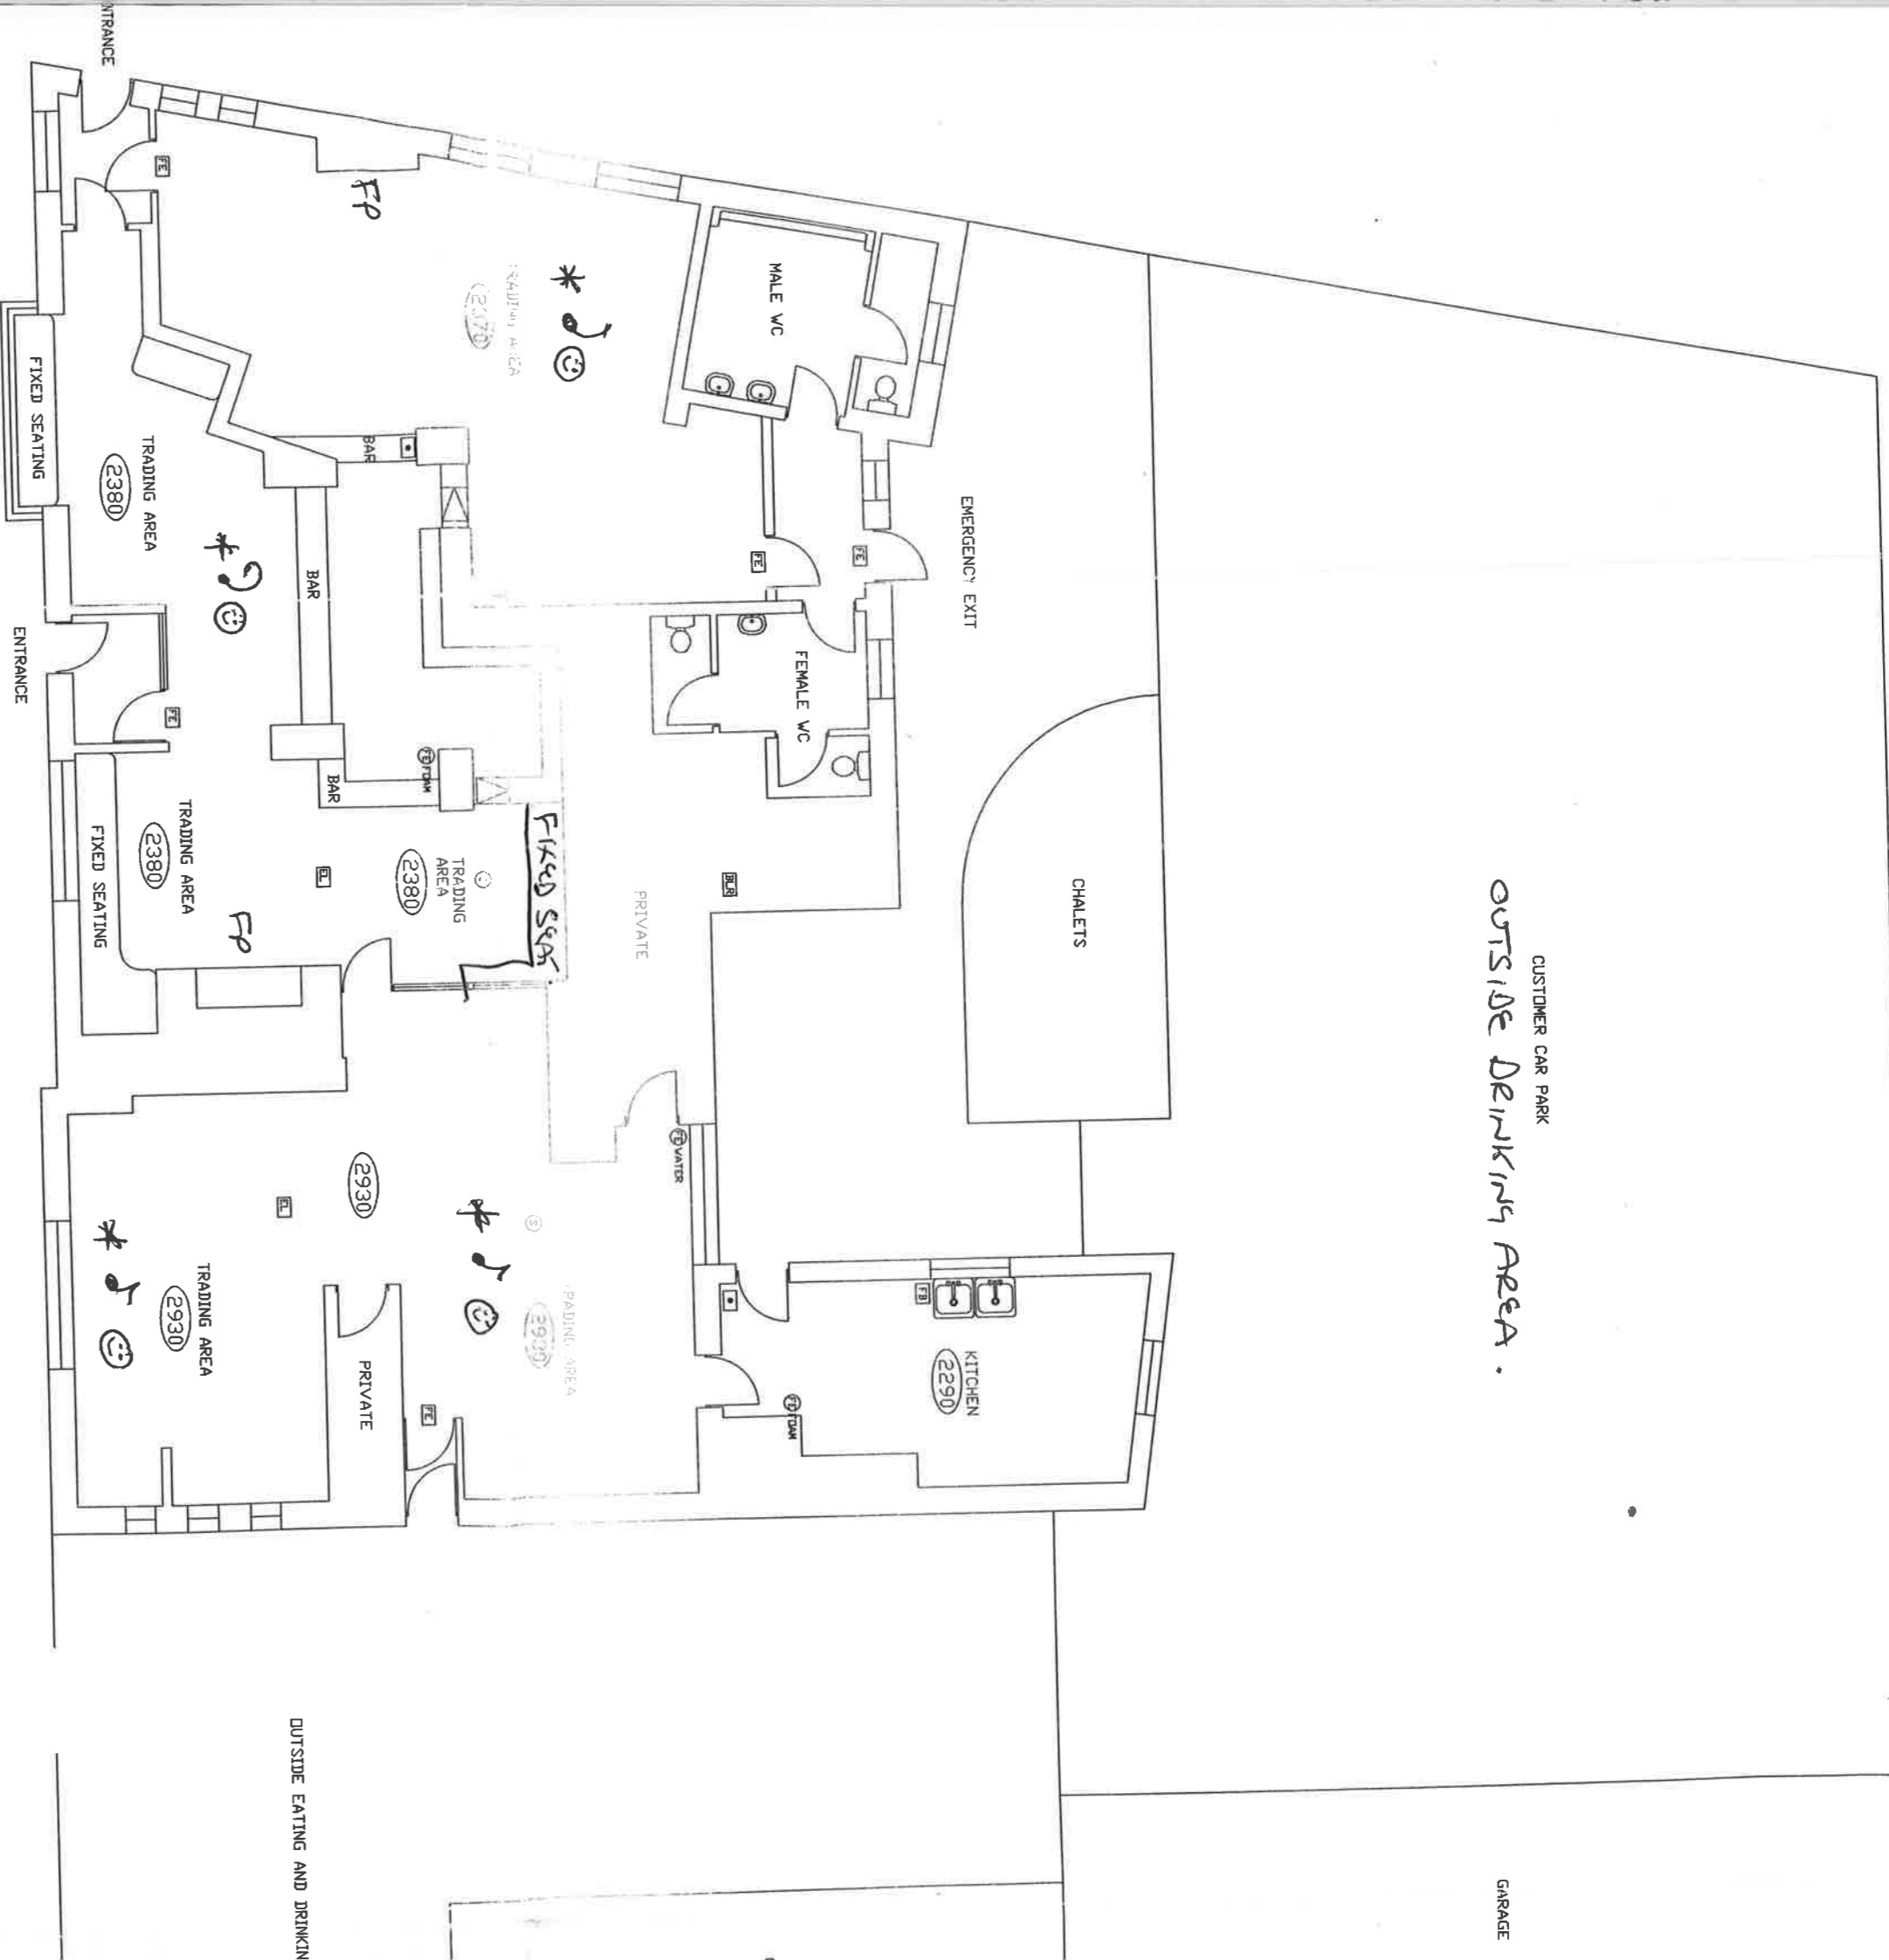 NTRANCE
FE
FP
TRADING AREA
MALE WC
EMERGENCY EXIT
FIXED SEATING
TRADING AREA
2380
BAR
BAR
FE
FE
ENTRANCE
FE
FEMALE WC
CHALETS
CUSTOMER CAR PARK
OUTSIDE DRINKING AREA.
BAR
FE FOAM
FIXED SEATING
TRADING AREA
2380
FP
EL
TRADING
AREA
2380
FIXED SEAT.
PRIVATE
BLR
FE WATER
2930
EL
S
TRADING AREA
2930
PRIVATE
FE
2930
FB
KITCHEN
2290
FE FOAM
OUTSIDE EATING AND DRINKIN
GARAGE